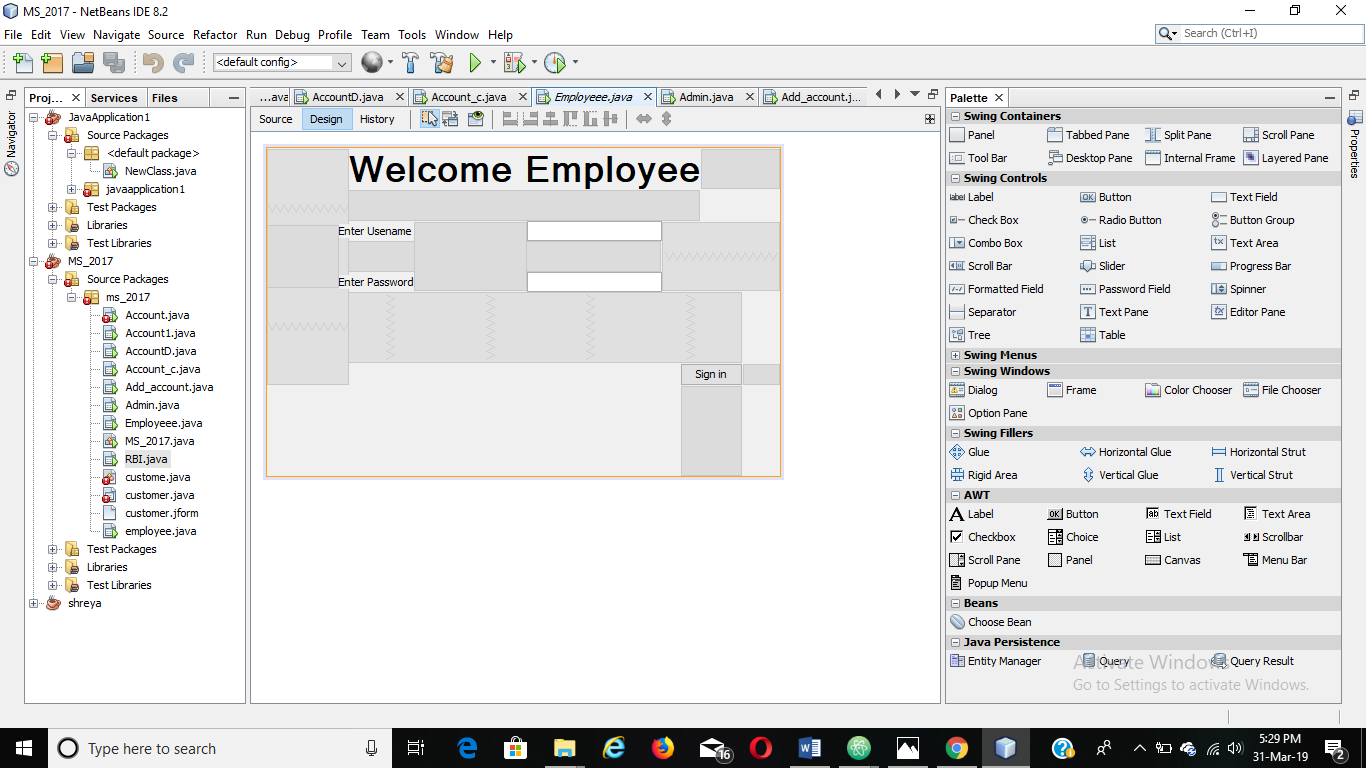 MS_2017 - NetBeans IDE 8.2
File Edit View Navigate Source Refactor Run Debug Profile Team Tools Window Help
Search (Ctrl+I)
<default config>
Proj... Services Files
...ava AccountD.java Account_c.java Employeee.java Admin.java Add_account.j...
Source Design History
Navigator
JavaApplication1
Source Packages
<default package>
NewClass.java
javaapplication1
Test Packages
Libraries
Test Libraries
MS_2017
Source Packages
ms_2017
Account.java
Account1.java
AccountD.java
Account_c.java
Add_account.java
Admin.java
Employeee.java
MS_2017.java
RBI.java
custome.java
customer.java
customer.jform
employee.java
Test Packages
Libraries
Test Libraries
shreya
Welcome Employee
Enter Usename
Enter Password
Sign in
Palette
Swing Containers
Panel Tabbed Pane Split Pane Scroll Pane
Tool Bar Desktop Pane Internal Frame Layered Pane
Swing Controls
label Label OK Button Text Field
Check Box Radio Button Button Group
Combo Box List Text Area
Scroll Bar Slider Progress Bar
Formatted Field Password Field Spinner
Separator Text Pane Editor Pane
Tree Table
Swing Menus
Swing Windows
Dialog Frame Color Chooser File Chooser
Option Pane
Swing Fillers
Glue Horizontal Glue Horizontal Strut
Rigid Area Vertical Glue Vertical Strut
AWT
A Label OK Button ab Text Field Text Area
Checkbox Choice List Scrollbar
Scroll Pane Panel Canvas Menu Bar
Popup Menu
Beans
Choose Bean
Java Persistence
Entity Manager Query Query Result
Properties
Activate Windows
Go to Settings to activate Windows.
Type here to search
16
5:29 PM
31-Mar-19
2